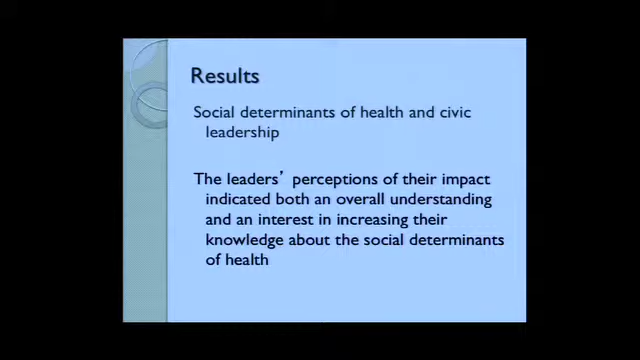 Results
Social determinants of health and civic
leadership
The leaders' perceptions of their impact
indicated both an overall understanding
and an interest in increasing their
knowledge about the social determinants
of health